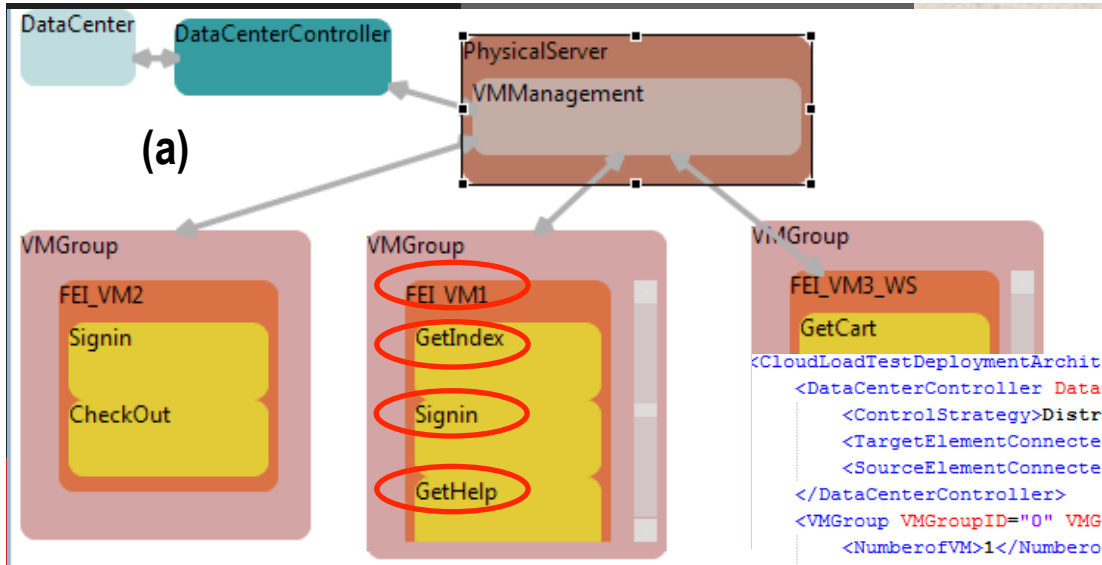 DataCenter
DataCenterController
PhysicalServer
VMManagement
(a)
VMGroup
FEI_VM2
Signin
CheckOut
VMGroup
FEI_VM1
GetIndex
Signin
GetHelp
VMGroup
FEI_VM3_WS
GetCart
<CloudLoadTestDeploymentArchit
<DataCenterController Data
<ControlStrategy>Distr
<TargetElementConnecte
<SourceElementConnecte
</DataCenterController>
<VMGroup VMGroupID="0" VMG
<NumberofVM>1</Numbero